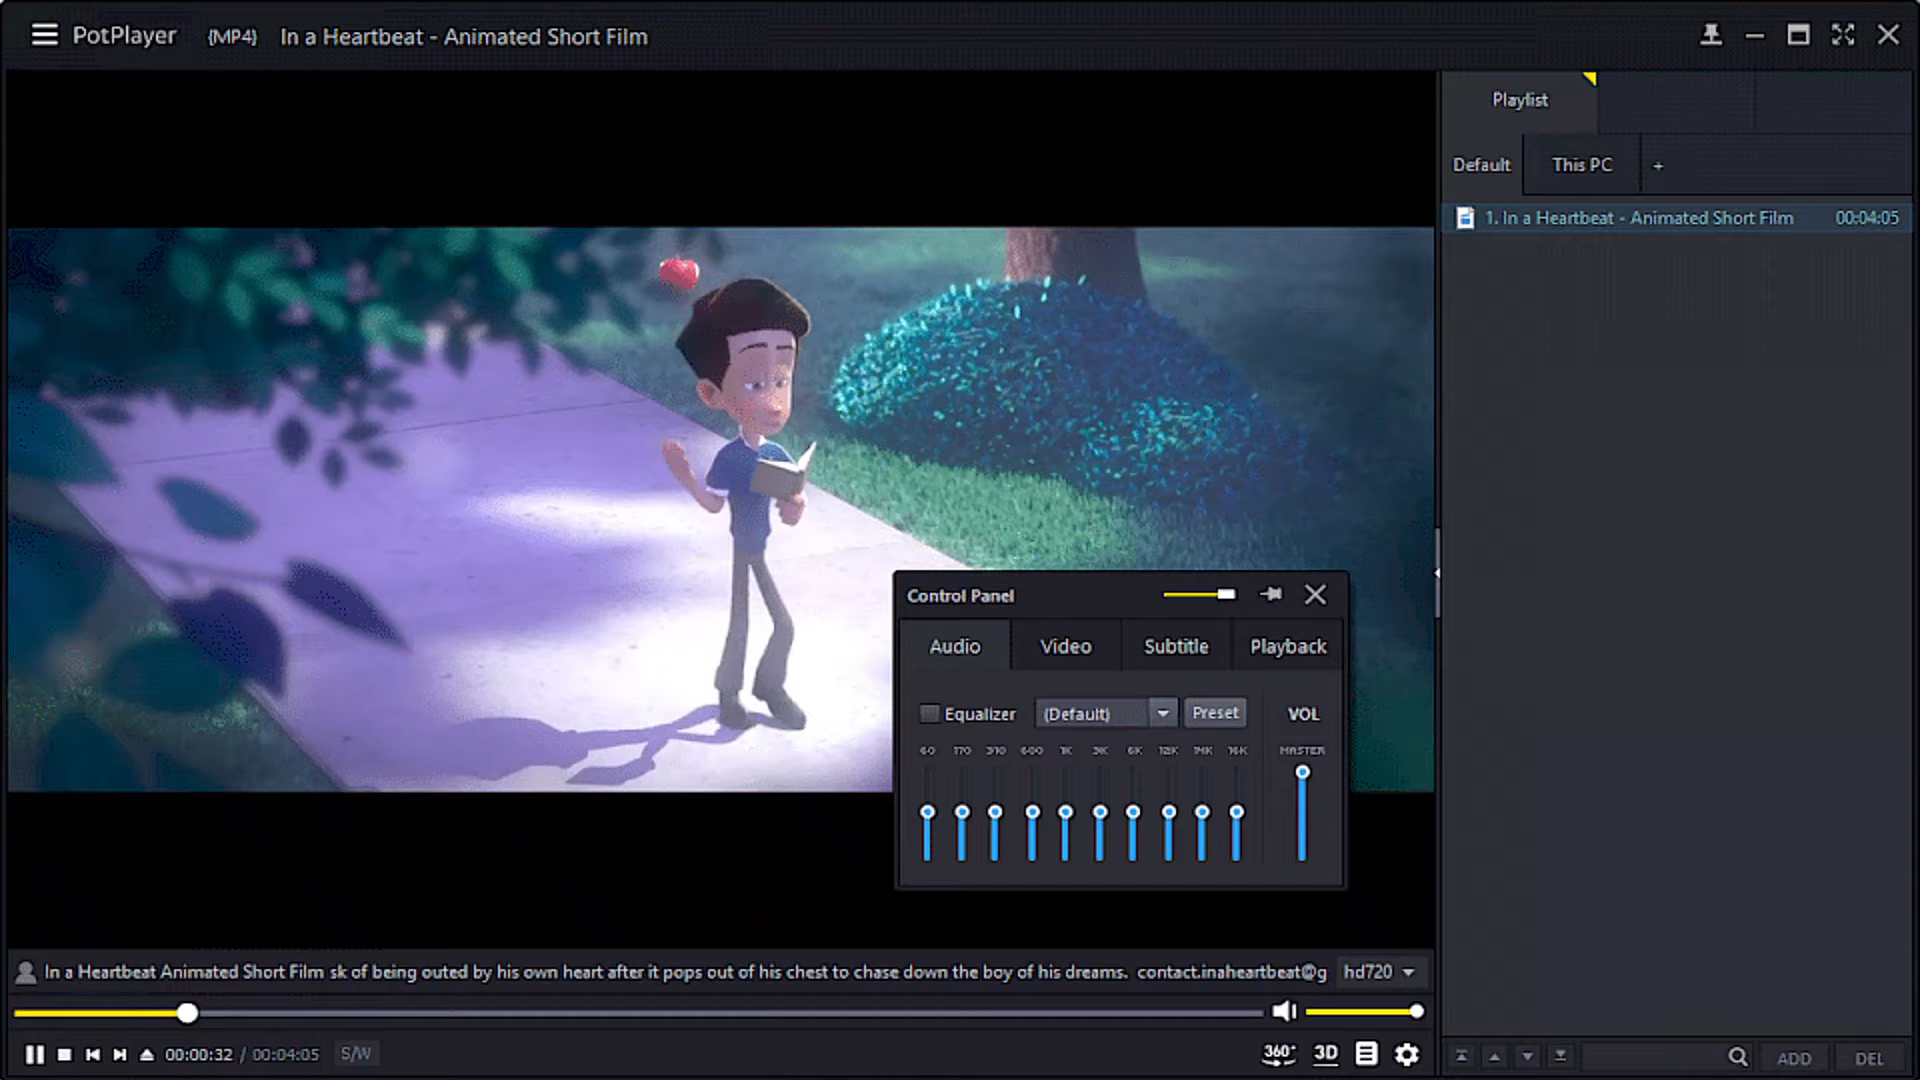 PotPlayer {MP4} In a Heartbeat - Animated Short Film
Playlist
Default This PC +
1. In a Heartbeat - Animated Short Film 00:04:05
Control Panel
Audio Video Subtitle Playback
Equalizer (Default) Preset VOL
60 170 310 600 1K 3K 6K 12K 14K 16K MASTER
In a Heartbeat Animated Short Film sk of being outed by his own heart after it pops out of his chest to chase down the boy of his dreams. contact.inaheartbeat@g hd720
00:00:32 / 00:04:05 S/W 360° 3D
ADD DEL